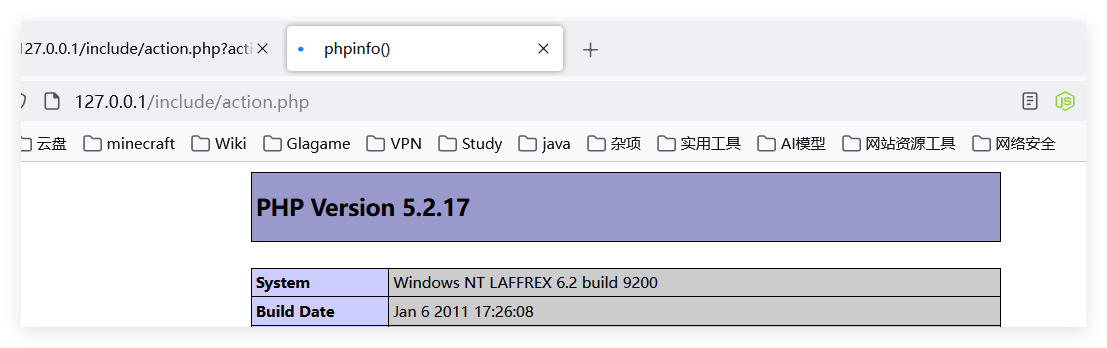 127.0.0.1/include/action.php?acti phpinfo()
127.0.0.1/include/action.php
云盘 minecraft Wiki Glagame VPN Study java 杂项 实用工具 AI模型 网站资源工具 网络安全
PHP Version 5.2.17
System Windows NT LAFFREX 6.2 build 9200
Build Date Jan 6 2011 17:26:08